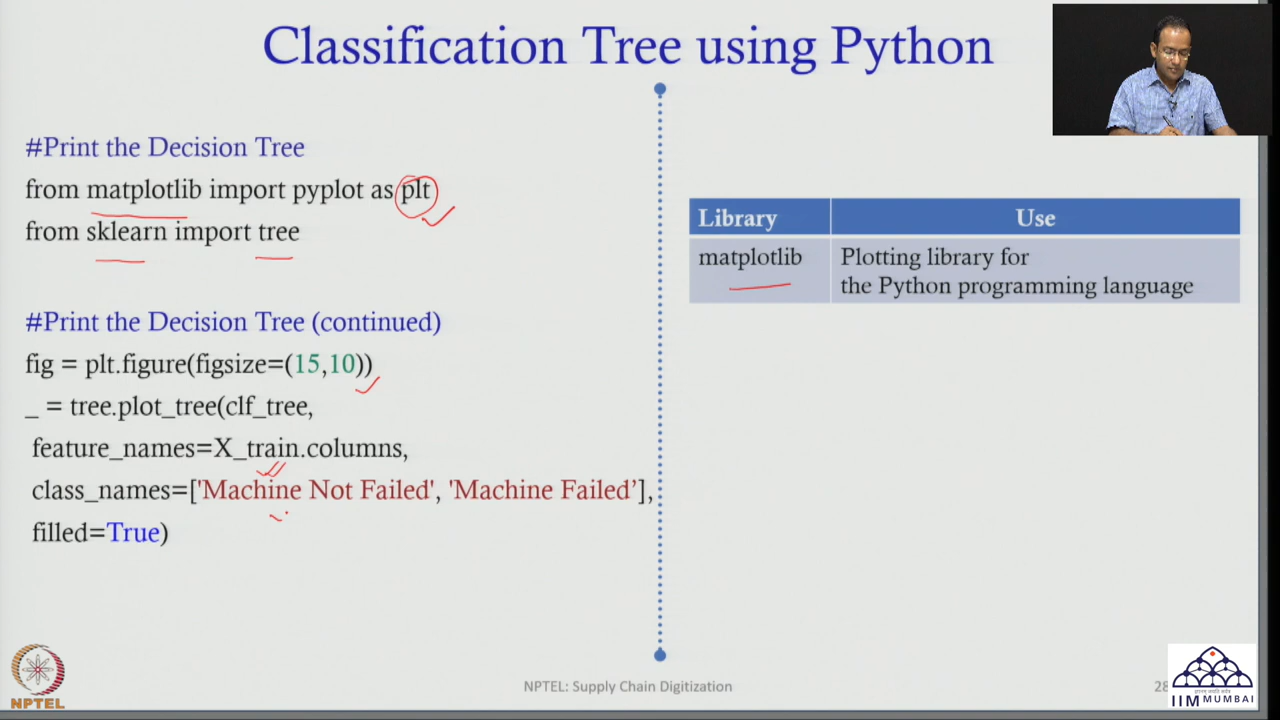 Classification Tree using Python
#Print the Decision Tree
from matplotlib import pyplot as plt
from sklearn import tree
#Print the Decision Tree (continued)
fig = plt.figure(figsize=(15,10))
_ = tree.plot_tree(clf_tree,
feature_names=X_train.columns,
class_names=['Machine Not Failed', 'Machine Failed’],
filled=True)
Library Use
matplotlib Plotting library for
the Python programming language
NPTEL
NPTEL: Supply Chain Digitization
28
IIM MUMBAI